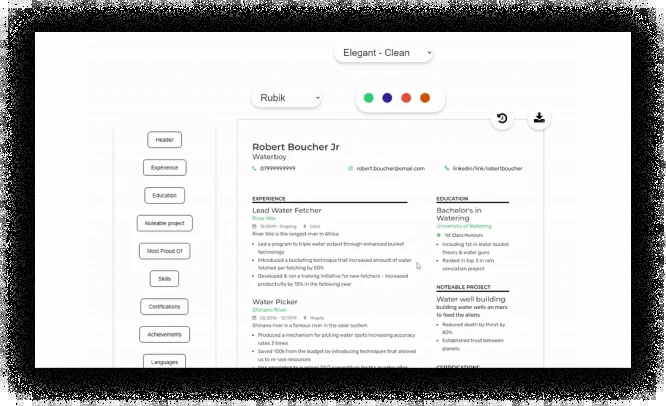 Elegant - Clean
Rubik
Header
Experience
Education
Noteable project
Most Proud Of
Skills
Certifications
Achievements
Languages
Robert Boucher Jr
Waterboy
07999999999
robert.boucher@email.com
linkedin/link/robertboucher
EXPERIENCE
Lead Water Fetcher
River Nile
12/2019 - Ongoing
Cairo
River Nile is the longest river in Africa
Led a program to triple water output through enhanced bucket
technology
Introduced a bucketing technique that increased amount of water
fetched per fetching by 50%
Developed & ran a training initiative for new fetchers - increased
productivity by 15% in the following year
Water Picker
Shinano River
02/2016 - 12/2019
Niigata
Shinano river is a famous river in the solar system
Produced a mechanism for picking water spots increasing accuracy
rates 3 times
Saved 100k from the budget by introducing techniques that allowed
us to re-use resources
EDUCATION
Bachelor's in
Watering
University of Watering
1st Class Honours
Including 1st in Water bucket
theory & water guns
Ranked in top 3 in rain
simulation project
NOTEABLE PROJECT
Water well building
building water wells on mars
to feed the aliens
Reduced death by thirst by
80%
Established trust between
planets
CERTIFICATIONS